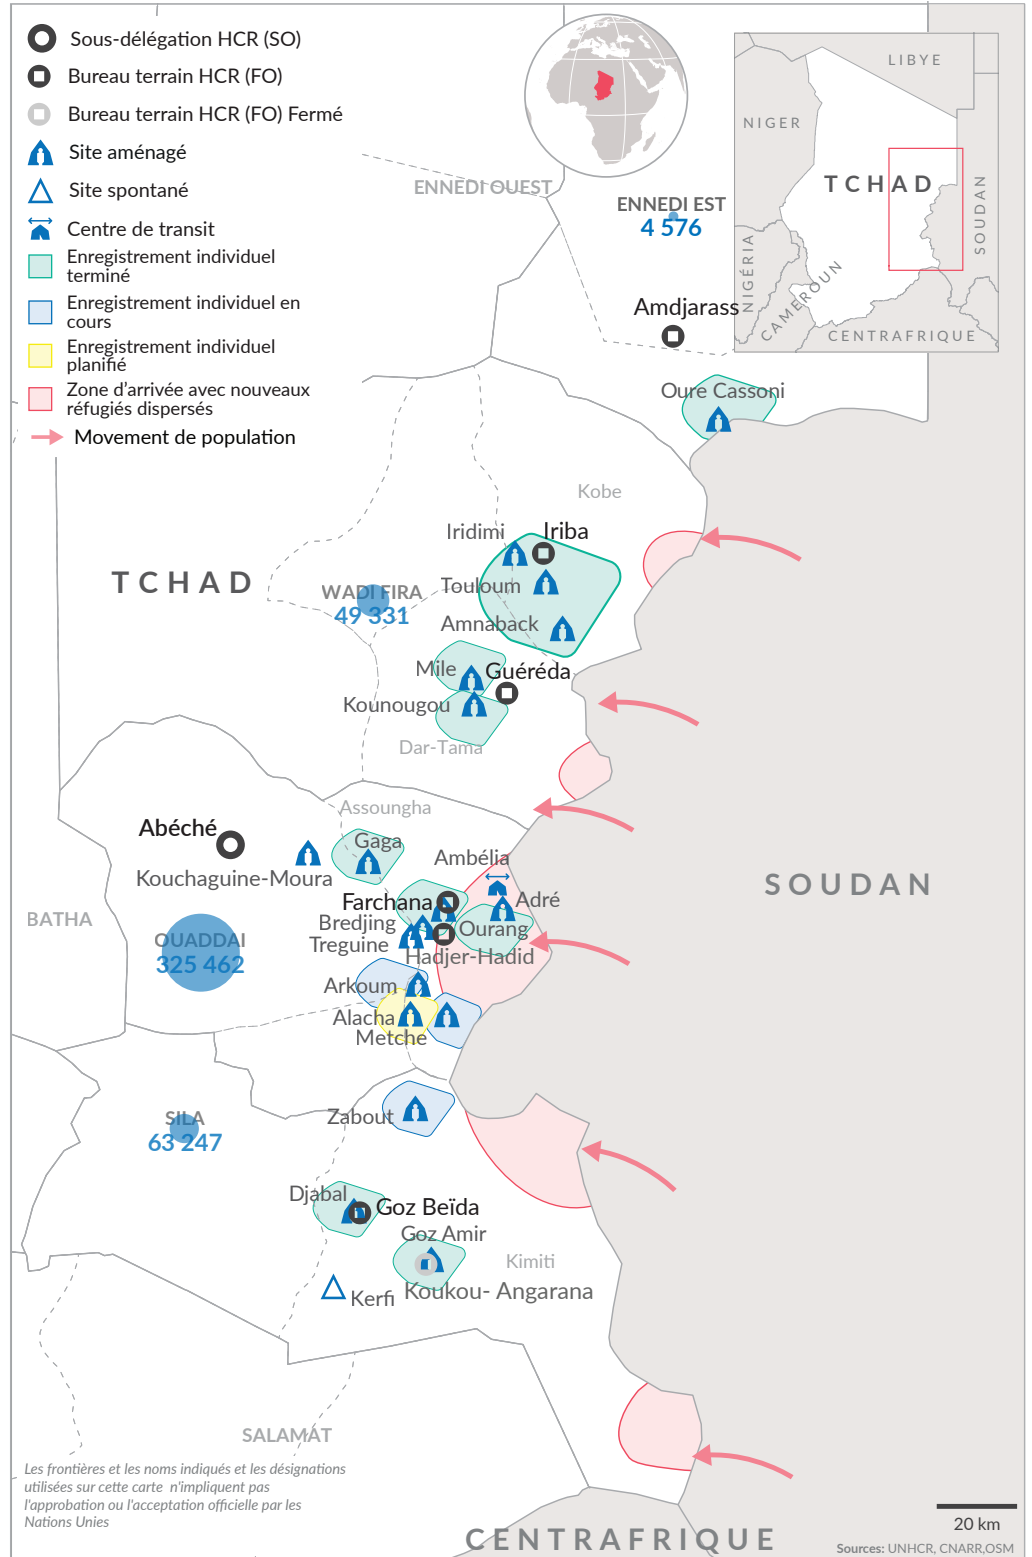 Sous-délégation HCR (SO)
Bureau terrain HCR (FO)
Bureau terrain HCR (FO) Fermé
Site aménagé
Site spontané
Centre de transit
Enregistrement individuel
terminé
Enregistrement individuel en
cours
Enregistrement individuel
planifié
Zone d'arrivée avec nouveaux
réfugiés dispersés
Movement de population
LIBYE
NIGER
TCHAD
SOUDAN
NIGÉRIA
CAMEROUN
CENTRAFRIQUE
ENNEDI OUEST
ENNEDI EST
4 576
Amdjarass
Oure Cassoni
Kobe
Iridimi
Iriba
TCHAD
WADI FIRA
49 331
Touloum
Amnaback
Mile
Guéréda
Kounougou
Dar-Tama
Assoungha
Abéché
Gaga
Kouchaguine-Moura
Ambélia
SOUDAN
Farchana
Adré
BATHA
Bredjing
Ourang
Treguine
OUADDAI
325 462
Hadjer-Hadid
Arkoum
Alacha
Metche
SILA
63 247
Zabout
Djabal
Goz Beïda
Goz Amir
Kimiti
Kerfi
Koukou- Angarana
SALAMAT
Les frontières et les noms indiqués et les désignations
utilisées sur cette carte n'impliquent pas
l'approbation ou l'acceptation officielle par les
Nations Unies
20 km
CENTRAFRIQUE
Sources: UNHCR, CNARR,OSM